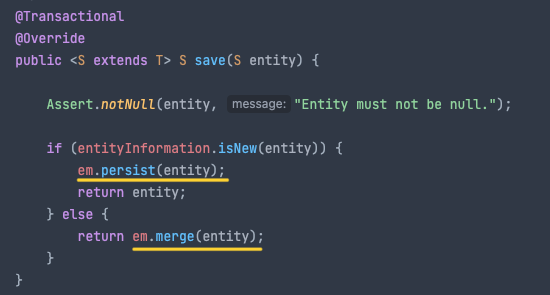 @Transactional
@Override
public <S extends T> S save(S entity) {
Assert.notNull(entity, message: "Entity must not be null.");
if (entityInformation.isNew(entity)) {
em.persist(entity);
return entity;
} else {
return em.merge(entity);
}
}